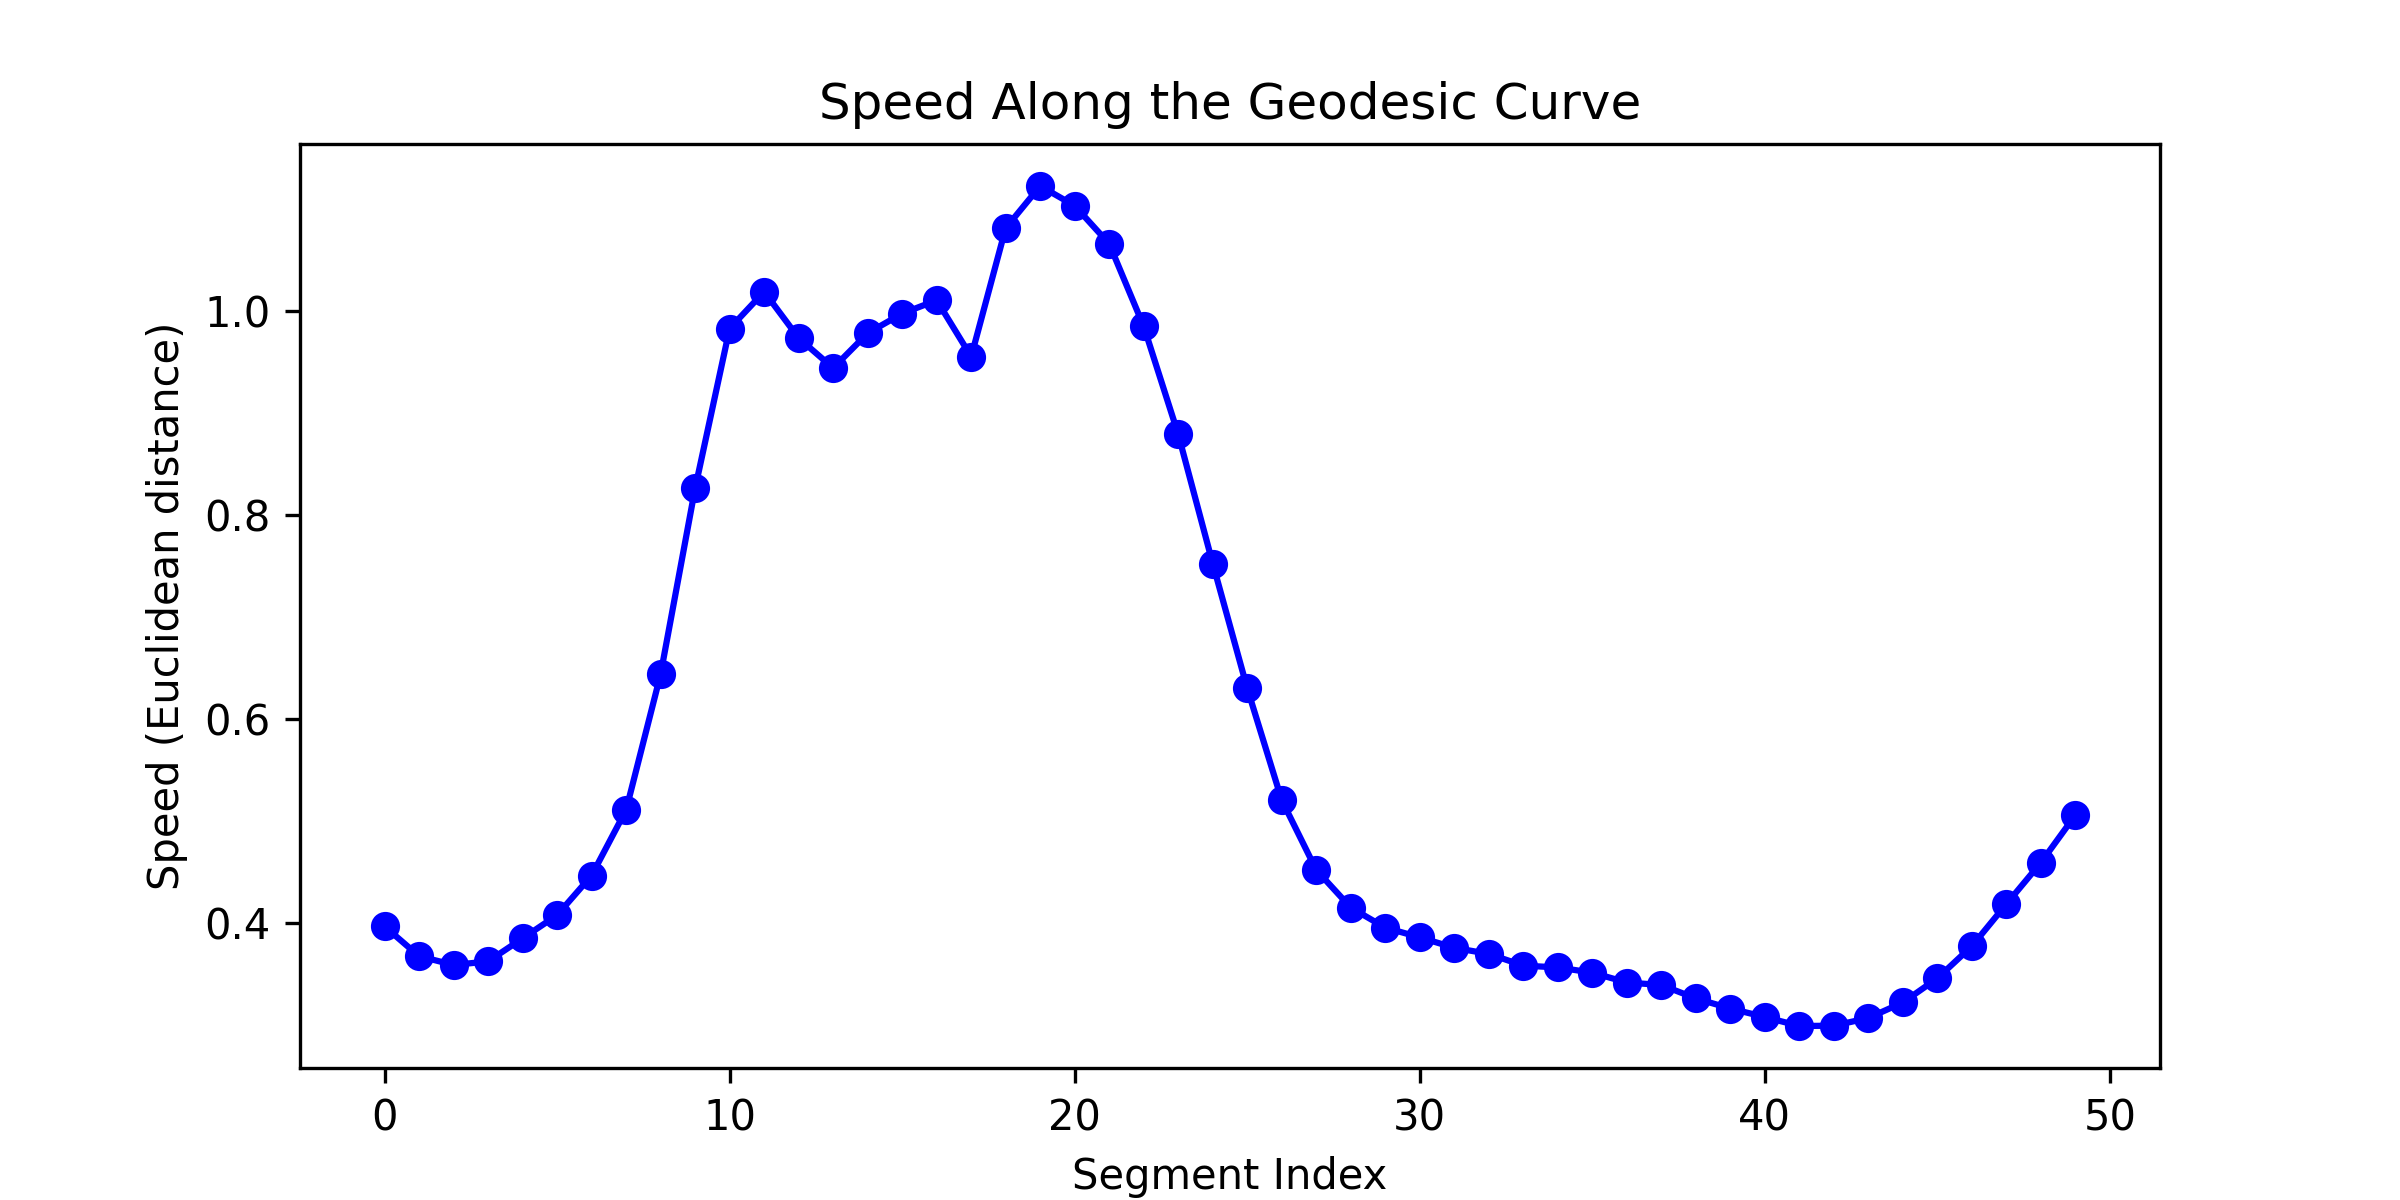 Speed Along the Geodesic Curve
Speed (Euclidean distance)
1.0
0.8
0.6
0.4
0 10 20 30 40 50
Segment Index